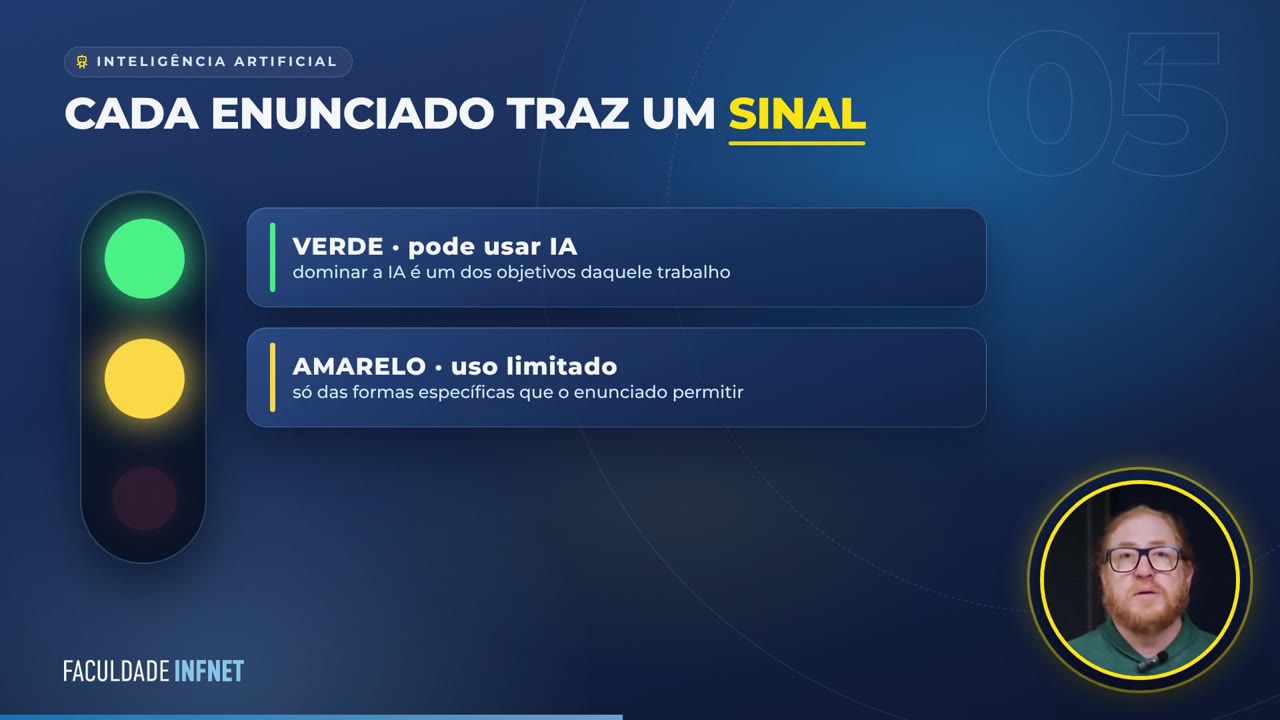 INTELIGÊNCIA ARTIFICIAL
05
CADA ENUNCIADO TRAZ UM SINAL
VERDE · pode usar IA
dominar a IA é um dos objetivos daquele trabalho
AMARELO · uso limitado
só das formas específicas que o enunciado permitir
FACULDADE INFNET